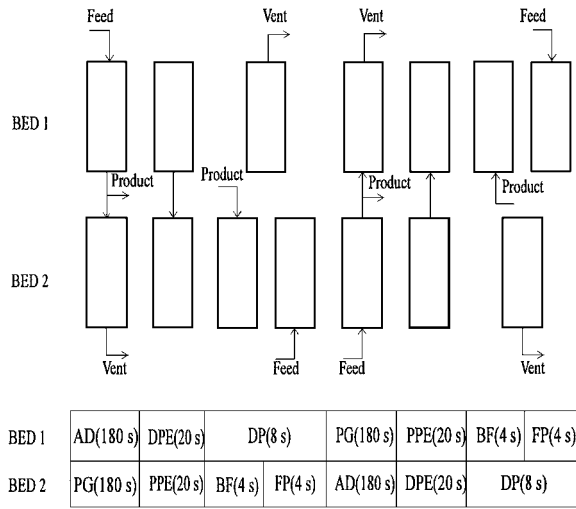 Feed Vent Vent Feed
BED 1
Product Product Product Product
BED 2
Vent Feed Feed Vent
BED 1 AD(180 s) DPE(20 s) DP(8 s) PG(180 s) PPE(20 s) BF(4 s) FP(4 s)
BED 2 PG(180 s) PPE(20 s) BF(4 s) FP(4 s) AD(180 s) DPE(20 s) DP(8 s)